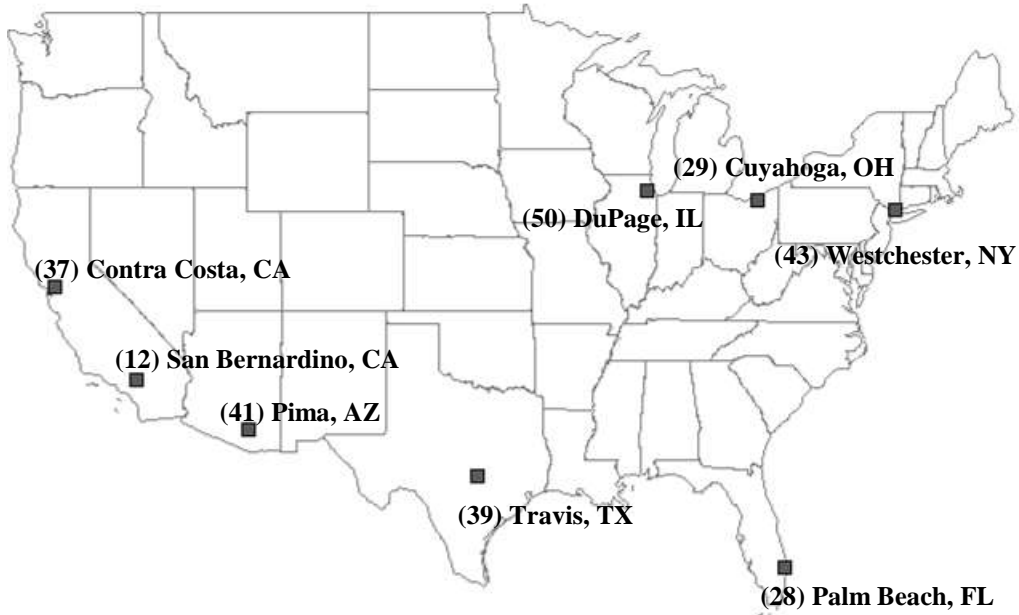 (29) Cuyahoga, OH
(50) DuPage, IL
(43) Westchester, NY
(37) Contra Costa, CA
(12) San Bernardino, CA
(41) Pima, AZ
(39) Travis, TX
(28) Palm Beach, FL